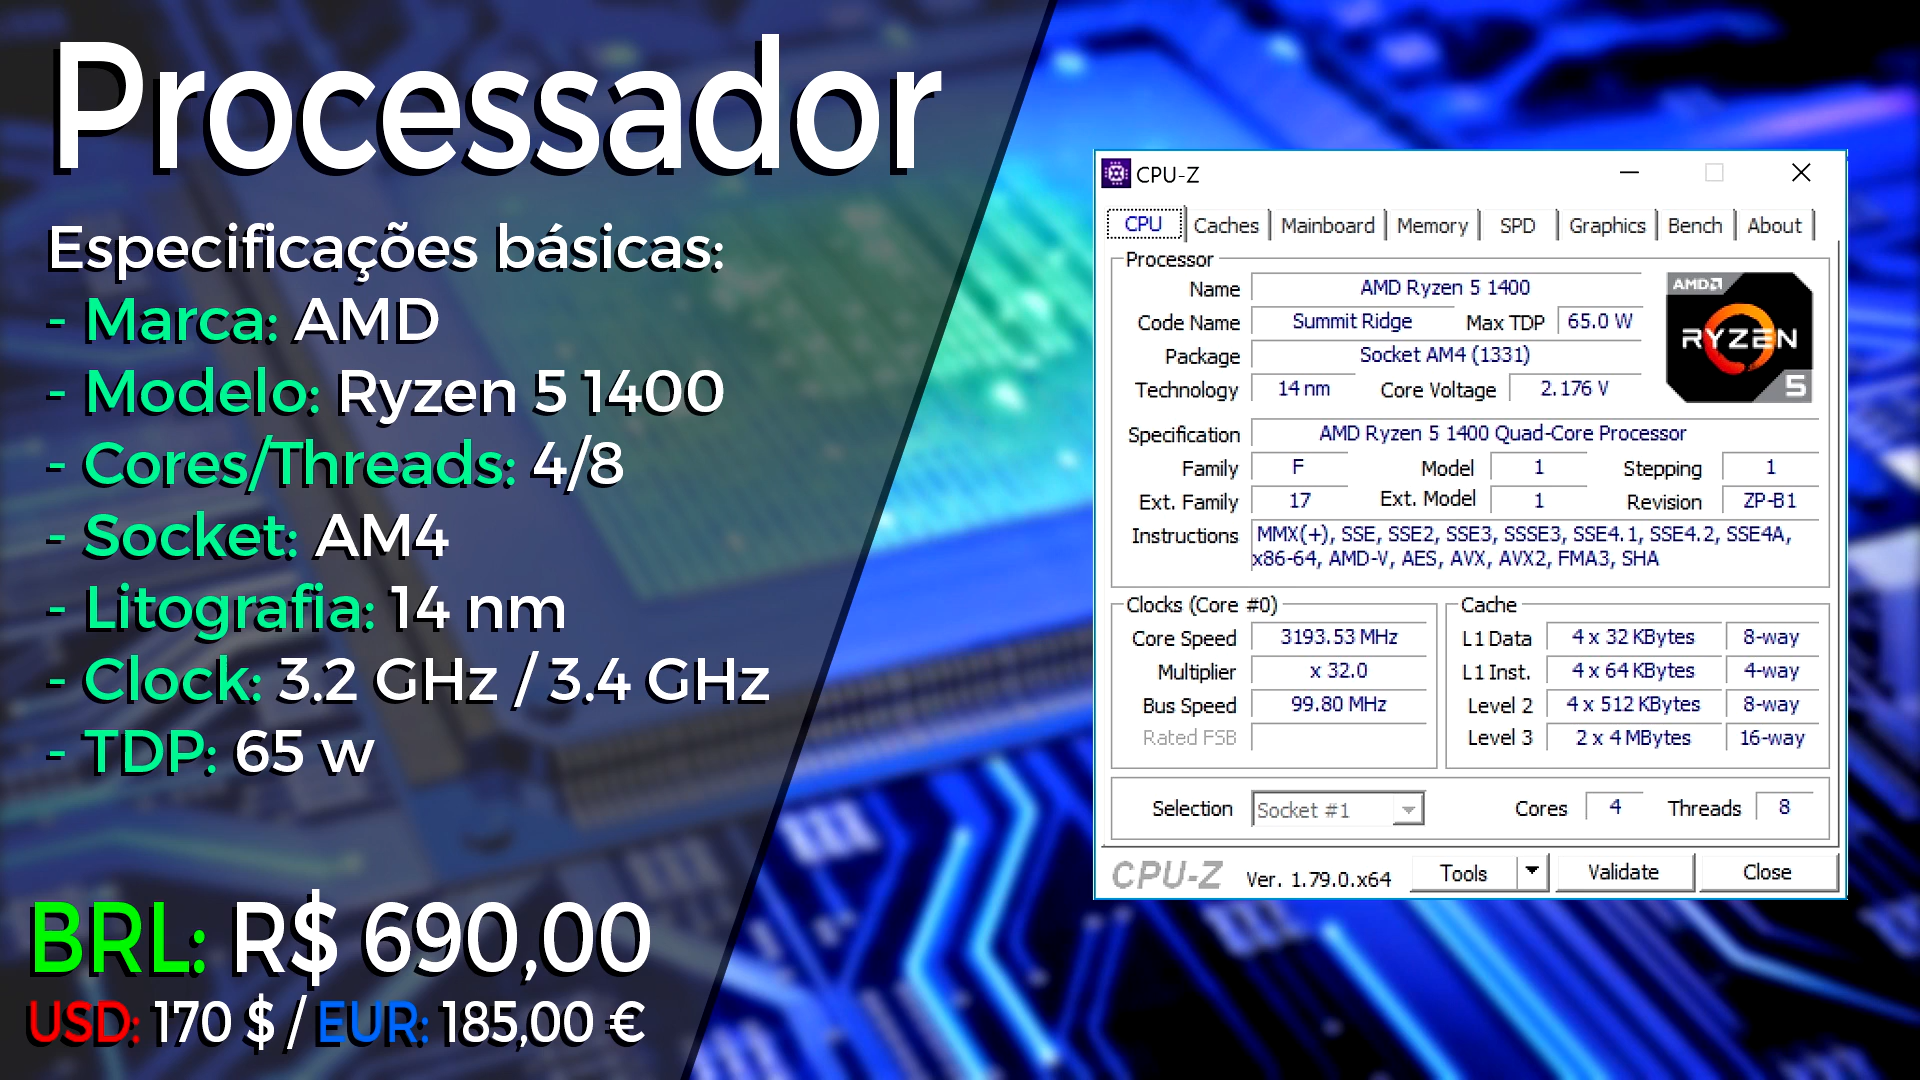 Processador
Especificações básicas:
- Marca: AMD
- Modelo: Ryzen 5 1400
- Cores/Threads: 4/8
- Socket: AM4
- Litografia: 14 nm
- Clock: 3.2 GHz / 3.4 GHz
- TDP: 65 w
BRL: R$ 690,00
USD: 170 $ / EUR: 185,00 €
CPU-Z
CPU Caches Mainboard Memory SPD Graphics Bench About
Processor
Name AMD Ryzen 5 1400
Code Name Summit Ridge Max TDP 65.0 W
Package Socket AM4 (1331)
Technology 14 nm Core Voltage 2.176 V
AMD
RYZEN
5
Specification AMD Ryzen 5 1400 Quad-Core Processor
Family F Model 1 Stepping 1
Ext. Family 17 Ext. Model 1 Revision ZP-B1
Instructions MMX(+), SSE, SSE2, SSE3, SSSE3, SSE4.1, SSE4.2, SSE4A,
x86-64, AMD-V, AES, AVX, AVX2, FMA3, SHA
Clocks (Core #0)
Core Speed 3193.53 MHz
Multiplier x 32.0
Bus Speed 99.80 MHz
Rated FSB
Cache
L1 Data 4 x 32 KBytes 8-way
L1 Inst. 4 x 64 KBytes 4-way
Level 2 4 x 512 KBytes 8-way
Level 3 2 x 4 MBytes 16-way
Selection Socket #1 Cores 4 Threads 8
CPU-Z Ver. 1.79.0.x64 Tools Validate Close